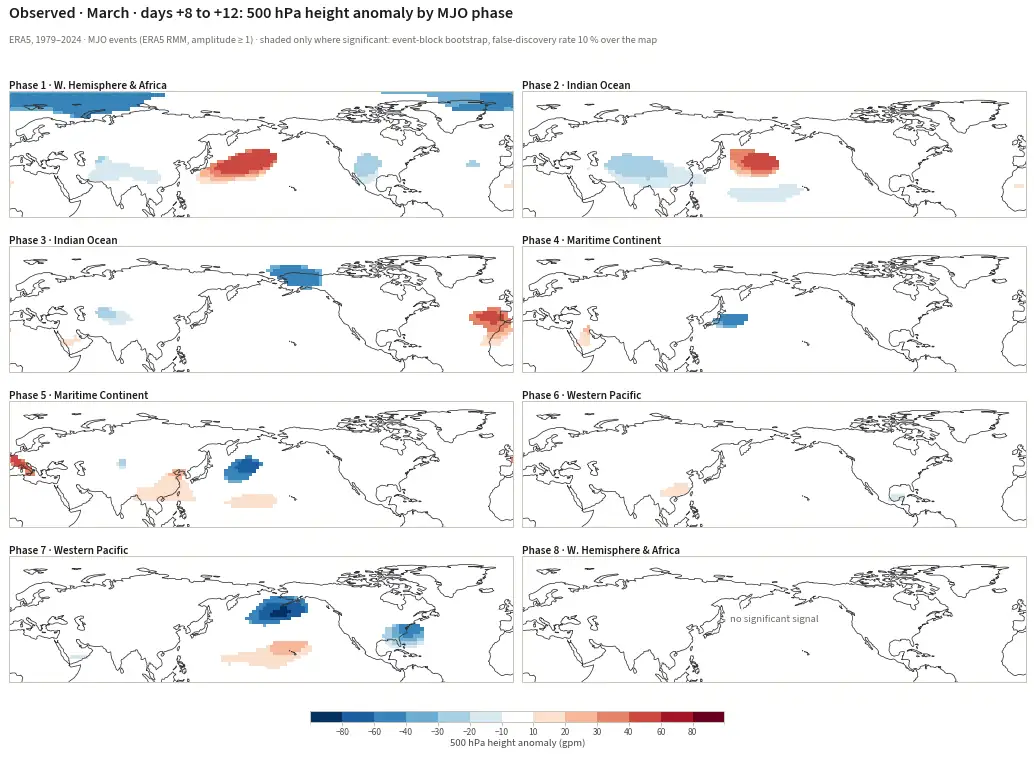 Observed · March · days +8 to +12: 500 hPa height anomaly by MJO phase
ERA5, 1979–2024 · MJO events (ERA5 RMM, amplitude ≥ 1) · shaded only where significant: event-block bootstrap, false-discovery rate 10 % over the map
Phase 1 · W. Hemisphere & Africa
Phase 2 · Indian Ocean
Phase 3 · Indian Ocean
Phase 4 · Maritime Continent
Phase 5 · Maritime Continent
Phase 6 · Western Pacific
Phase 7 · Western Pacific
Phase 8 · W. Hemisphere & Africa
no significant signal
−80 −60 −40 −30 −20 −10 10 20 30 40 60 80
500 hPa height anomaly (gpm)